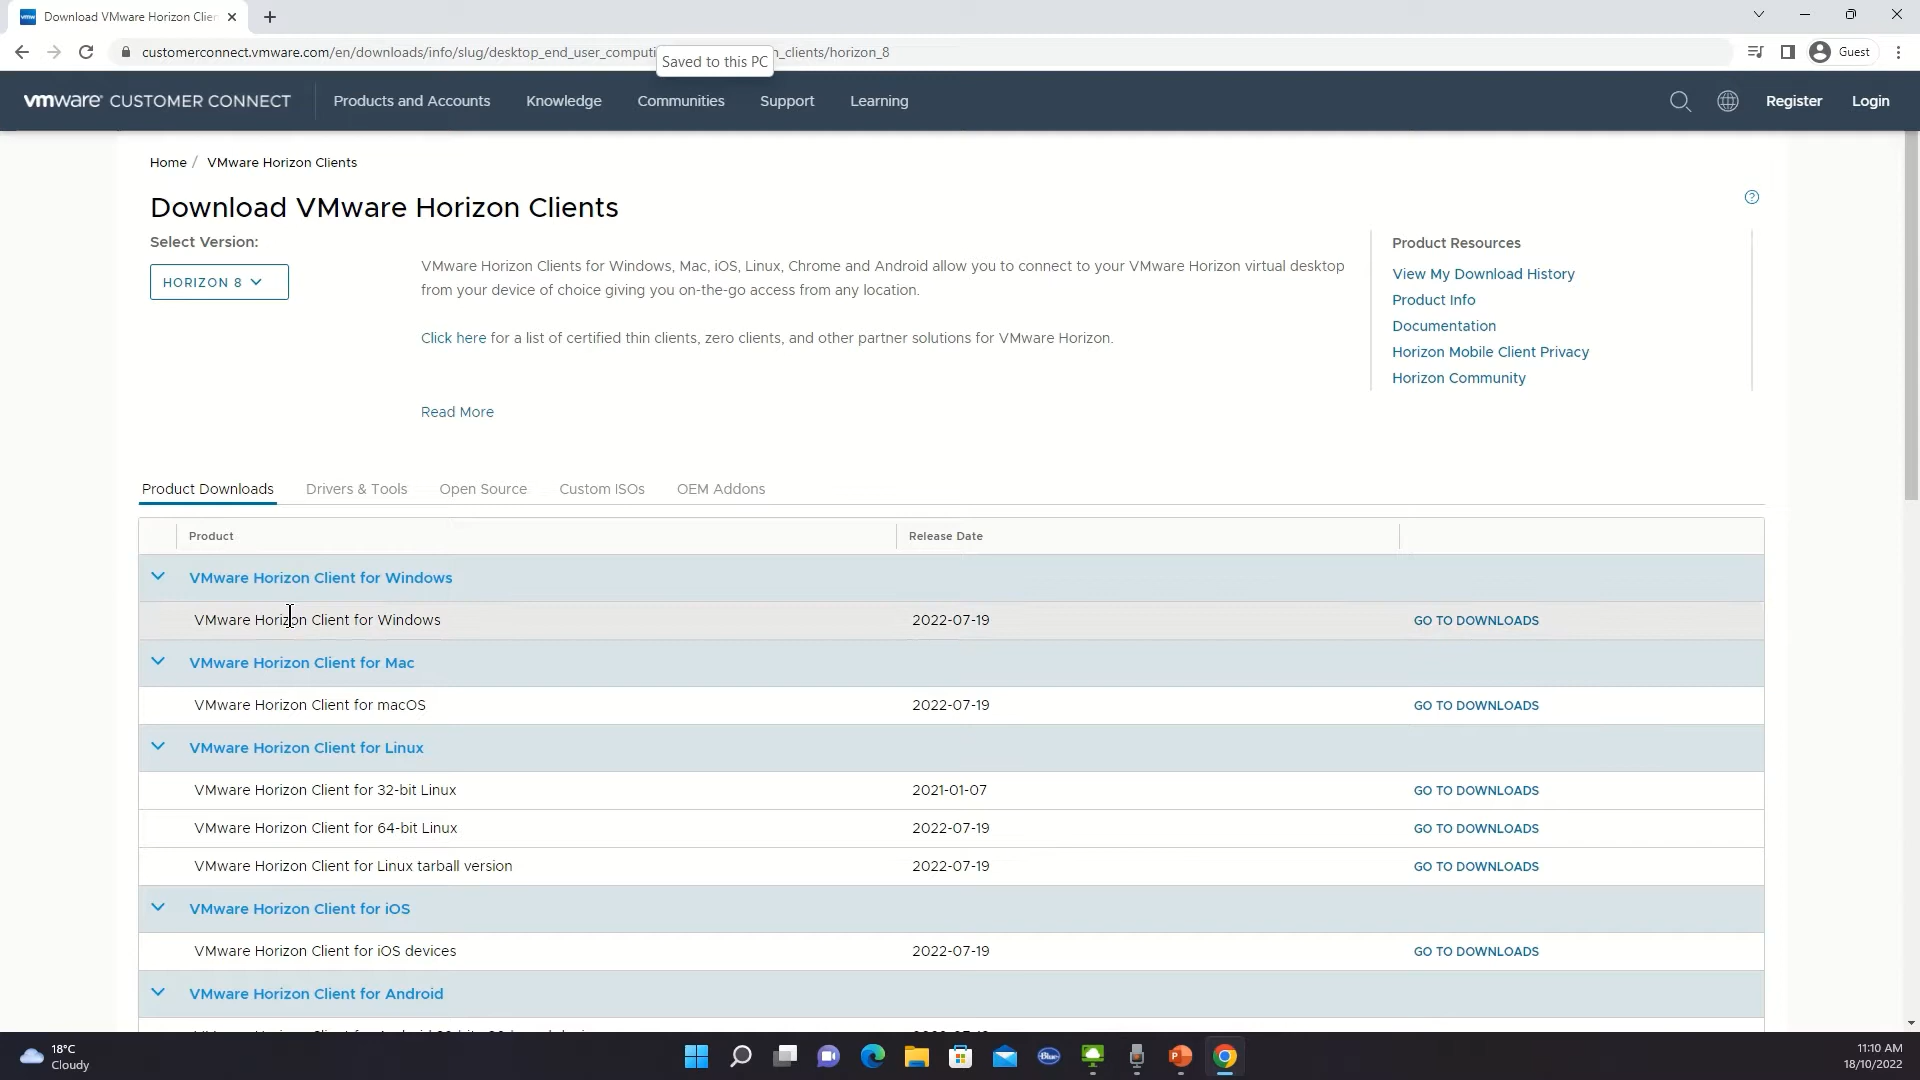 Download VMware Horizon Clier
customerconnect.vmware.com/en/downloads/info/slug/desktop_end_user_computi
n_clients/horizon_8
Saved to this PC
Guest
vmware® CUSTOMER CONNECT
Products and Accounts
Knowledge
Communities
Support
Learning
Register
Login
Home / VMware Horizon Clients
Download VMware Horizon Clients
Select Version:
HORIZON 8
VMware Horizon Clients for Windows, Mac, iOS, Linux, Chrome and Android allow you to connect to your VMware Horizon virtual desktop
from your device of choice giving you on-the-go access from any location.
Click here for a list of certified thin clients, zero clients, and other partner solutions for VMware Horizon.
Read More
Product Resources
View My Download History
Product Info
Documentation
Horizon Mobile Client Privacy
Horizon Community
Product Downloads
Drivers & Tools
Open Source
Custom ISOs
OEM Addons
Product Release Date
VMware Horizon Client for Windows
VMware Horizon Client for Windows 2022-07-19 GO TO DOWNLOADS
VMware Horizon Client for Mac
VMware Horizon Client for macOS 2022-07-19 GO TO DOWNLOADS
VMware Horizon Client for Linux
VMware Horizon Client for 32-bit Linux 2021-01-07 GO TO DOWNLOADS
VMware Horizon Client for 64-bit Linux 2022-07-19 GO TO DOWNLOADS
VMware Horizon Client for Linux tarball version 2022-07-19 GO TO DOWNLOADS
VMware Horizon Client for iOS
VMware Horizon Client for iOS devices 2022-07-19 GO TO DOWNLOADS
VMware Horizon Client for Android
18°C
Cloudy
11:10 AM
18/10/2022